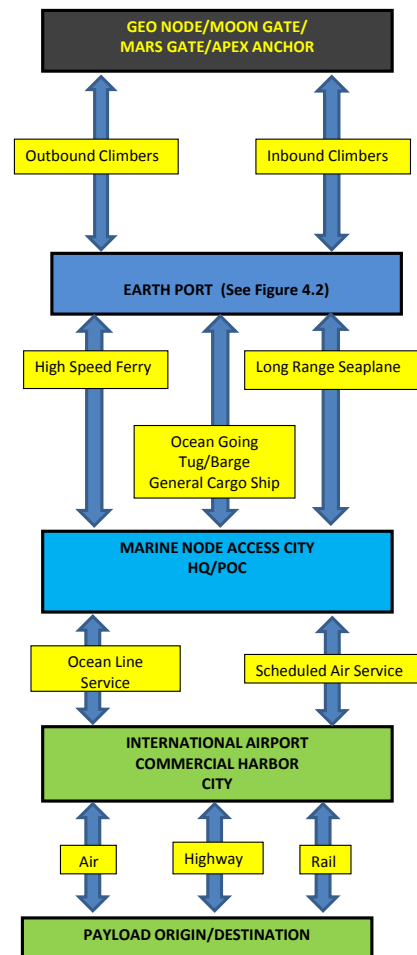 GEO NODE/MOON GATE/
MARS GATE/APEX ANCHOR
Outbound Climbers
Inbound Climbers
EARTH PORT (See Figure 4.2)
High Speed Ferry
Long Range Seaplane
Ocean Going
Tug/Barge
General Cargo Ship
MARINE NODE ACCESS CITY
HQ/POC
Ocean Line
Service
Scheduled Air Service
INTERNATIONAL AIRPORT
COMMERCIAL HARBOR
CITY
Air
Highway
Rail
PAYLOAD ORIGIN/DESTINATION